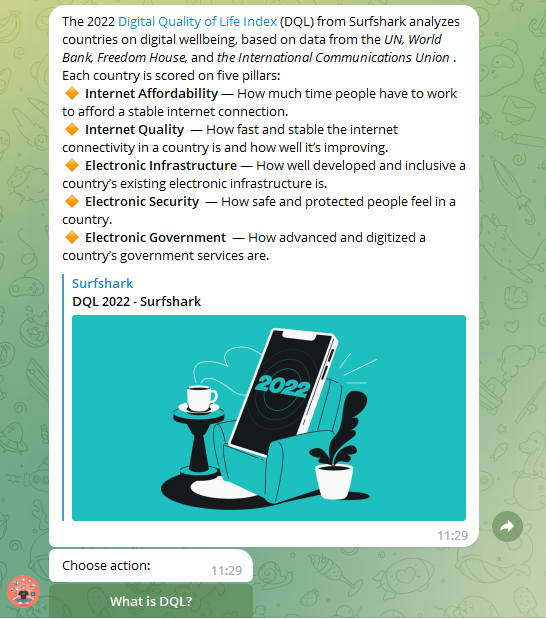 The 2022 Digital Quality of Life Index (DQL) from Surfshark analyzes
countries on digital wellbeing, based on data from the UN, World
Bank, Freedom House, and the International Communications Union .
Each country is scored on five pillars:
🔶 Internet Affordability — How much time people have to work
to afford a stable internet connection.
🔶 Internet Quality — How fast and stable the internet
connectivity in a country is and how well it’s improving.
🔶 Electronic Infrastructure — How well developed and inclusive a
country’s existing electronic infrastructure is.
🔶 Electronic Security — How safe and protected people feel in a
country.
🔶 Electronic Government — How advanced and digitized a
country’s government services are.
Surfshark
DQL 2022 - Surfshark
2022
11:29
Choose action:
11:29
What is DQL?